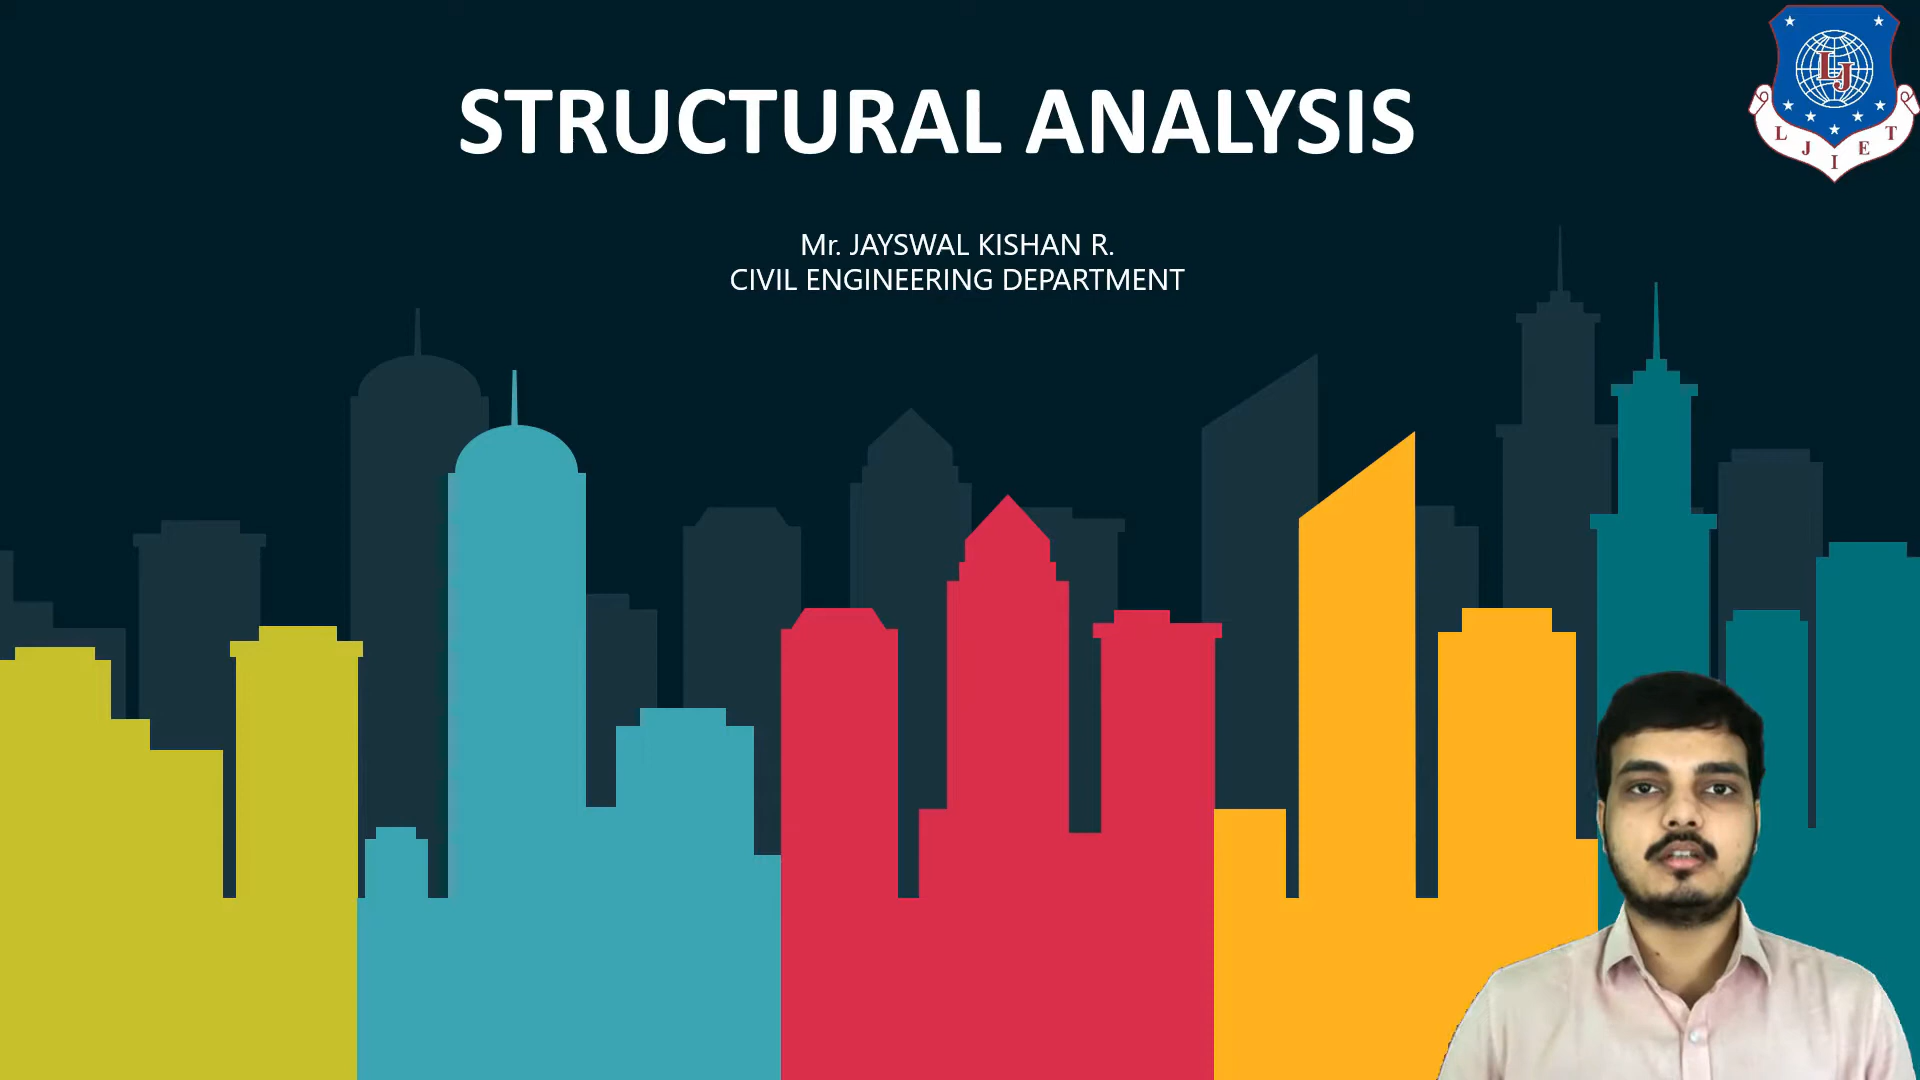 STRUCTURAL ANALYSIS
Mr. JAYSWAL KISHAN R.
CIVIL ENGINEERING DEPARTMENT
LJ
L J I E T